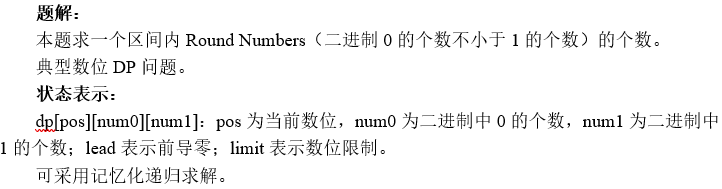 题解：
本题求一个区间内 Round Numbers（二进制 0 的个数不小于 1 的个数）的个数。
典型数位 DP 问题。
状态表示：
dp[pos][num0][num1]：pos 为当前数位，num0 为二进制中 0 的个数，num1 为二进制中
1 的个数；lead 表示前导零；limit 表示数位限制。
可采用记忆化递归求解。